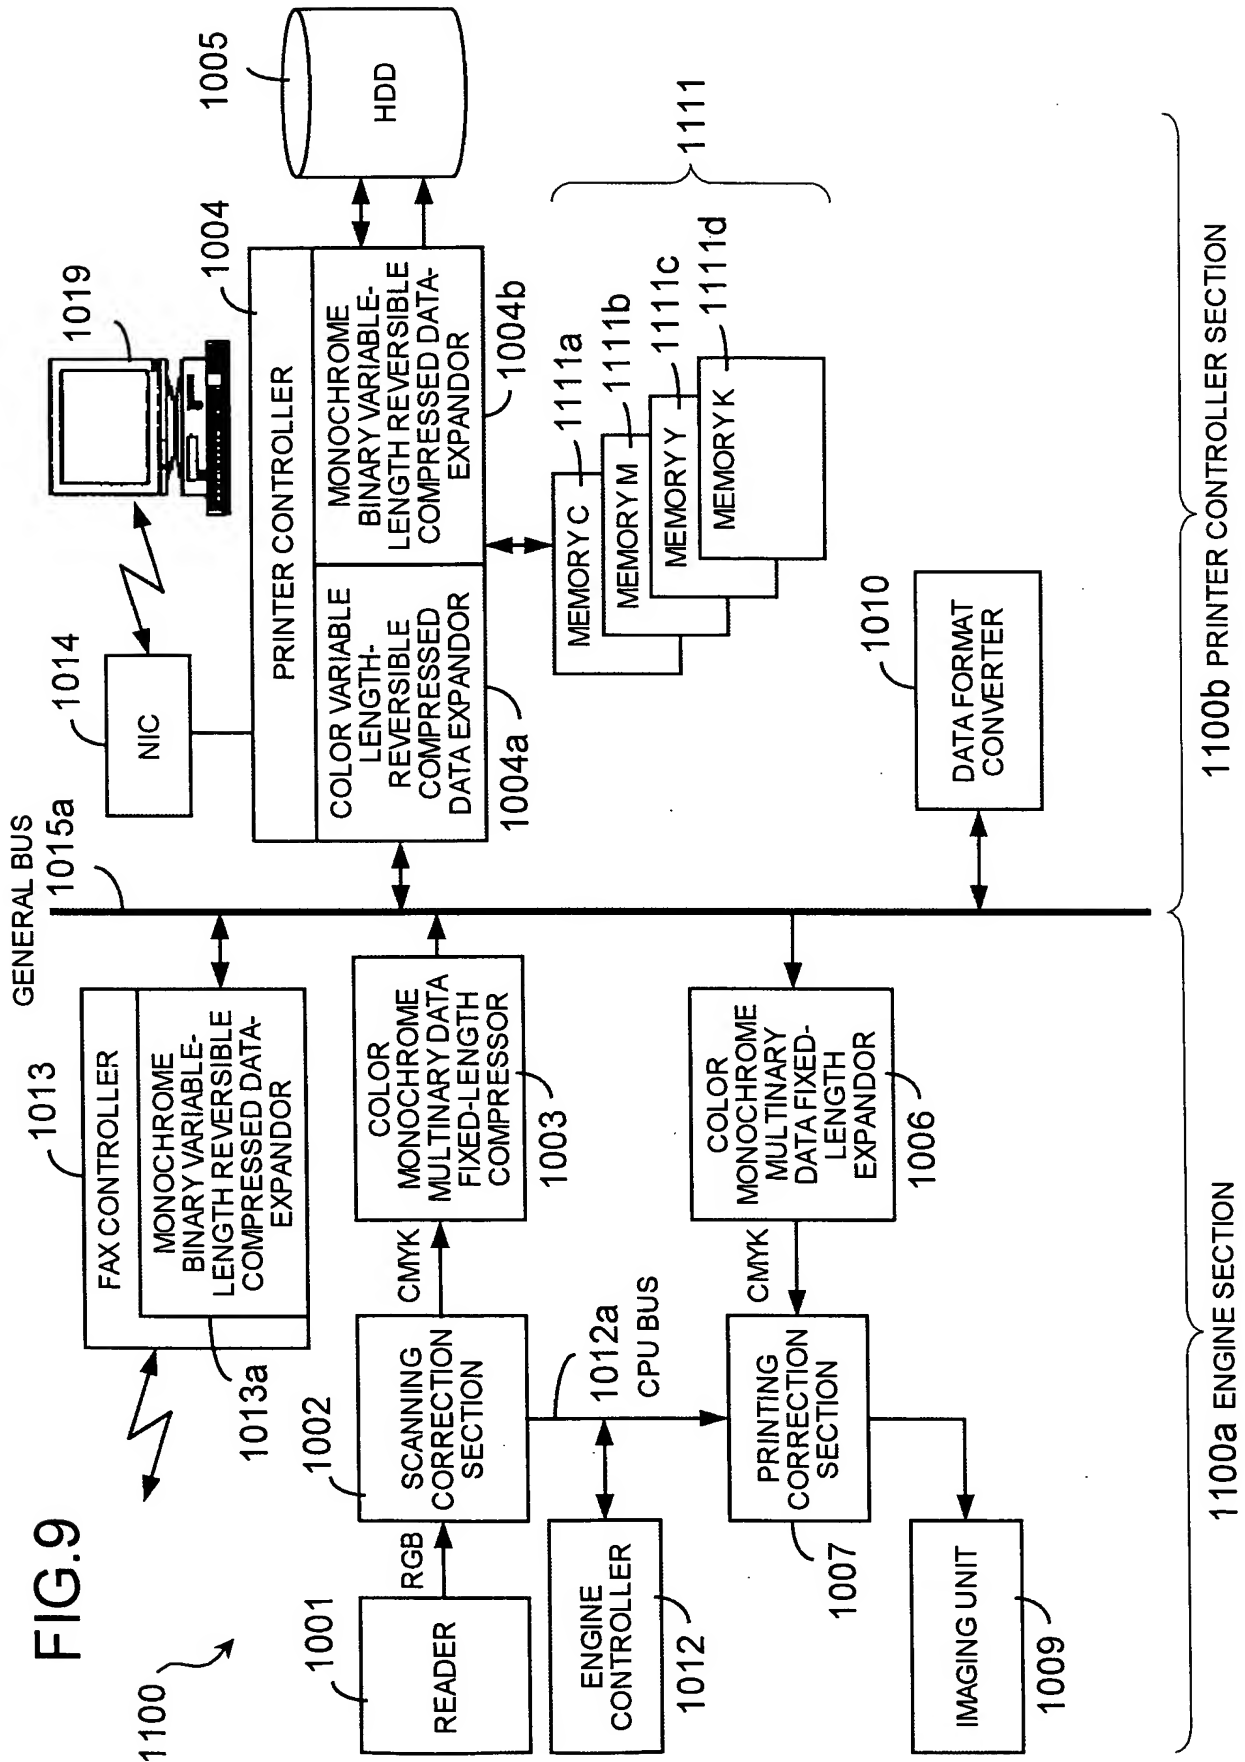 FIG.9
1100
1001
READER
RGB
1002
SCANNING
CORRECTION
SECTION
CMYK
1003
COLOR
MONOCHROME
MULTINARY DATA
FIXED-LENGTH
COMPRESSOR
1013
FAX CONTROLLER
MONOCHROME
BINARY VARIABLE-
LENGTH REVERSIBLE
COMPRESSED DATA-
EXPANDOR
1013a
GENERAL BUS
1015a
1014
NIC
1019
1004
PRINTER CONTROLLER
COLOR VARIABLE
LENGTH-
REVERSIBLE
COMPRESSED
DATA EXPANDOR
1004a
MONOCHROME
BINARY VARIABLE-
LENGTH REVERSIBLE
COMPRESSED DATA-
EXPANDOR
1004b
1005
HDD
MEMORY C
1111a
MEMORY M
1111b
MEMORY Y
1111c
MEMORY K
1111d
1111
ENGINE
CONTROLLER
1012
1012a
CPU BUS
PRINTING
CORRECTION
SECTION
1007
CMYK
COLOR
MONOCHROME
MULTINARY
DATA FIXED-
LENGTH
EXPANDOR
1006
1010
DATA FORMAT
CONVERTER
IMAGING UNIT
1009
1100a ENGINE SECTION
1100b PRINTER CONTROLLER SECTION